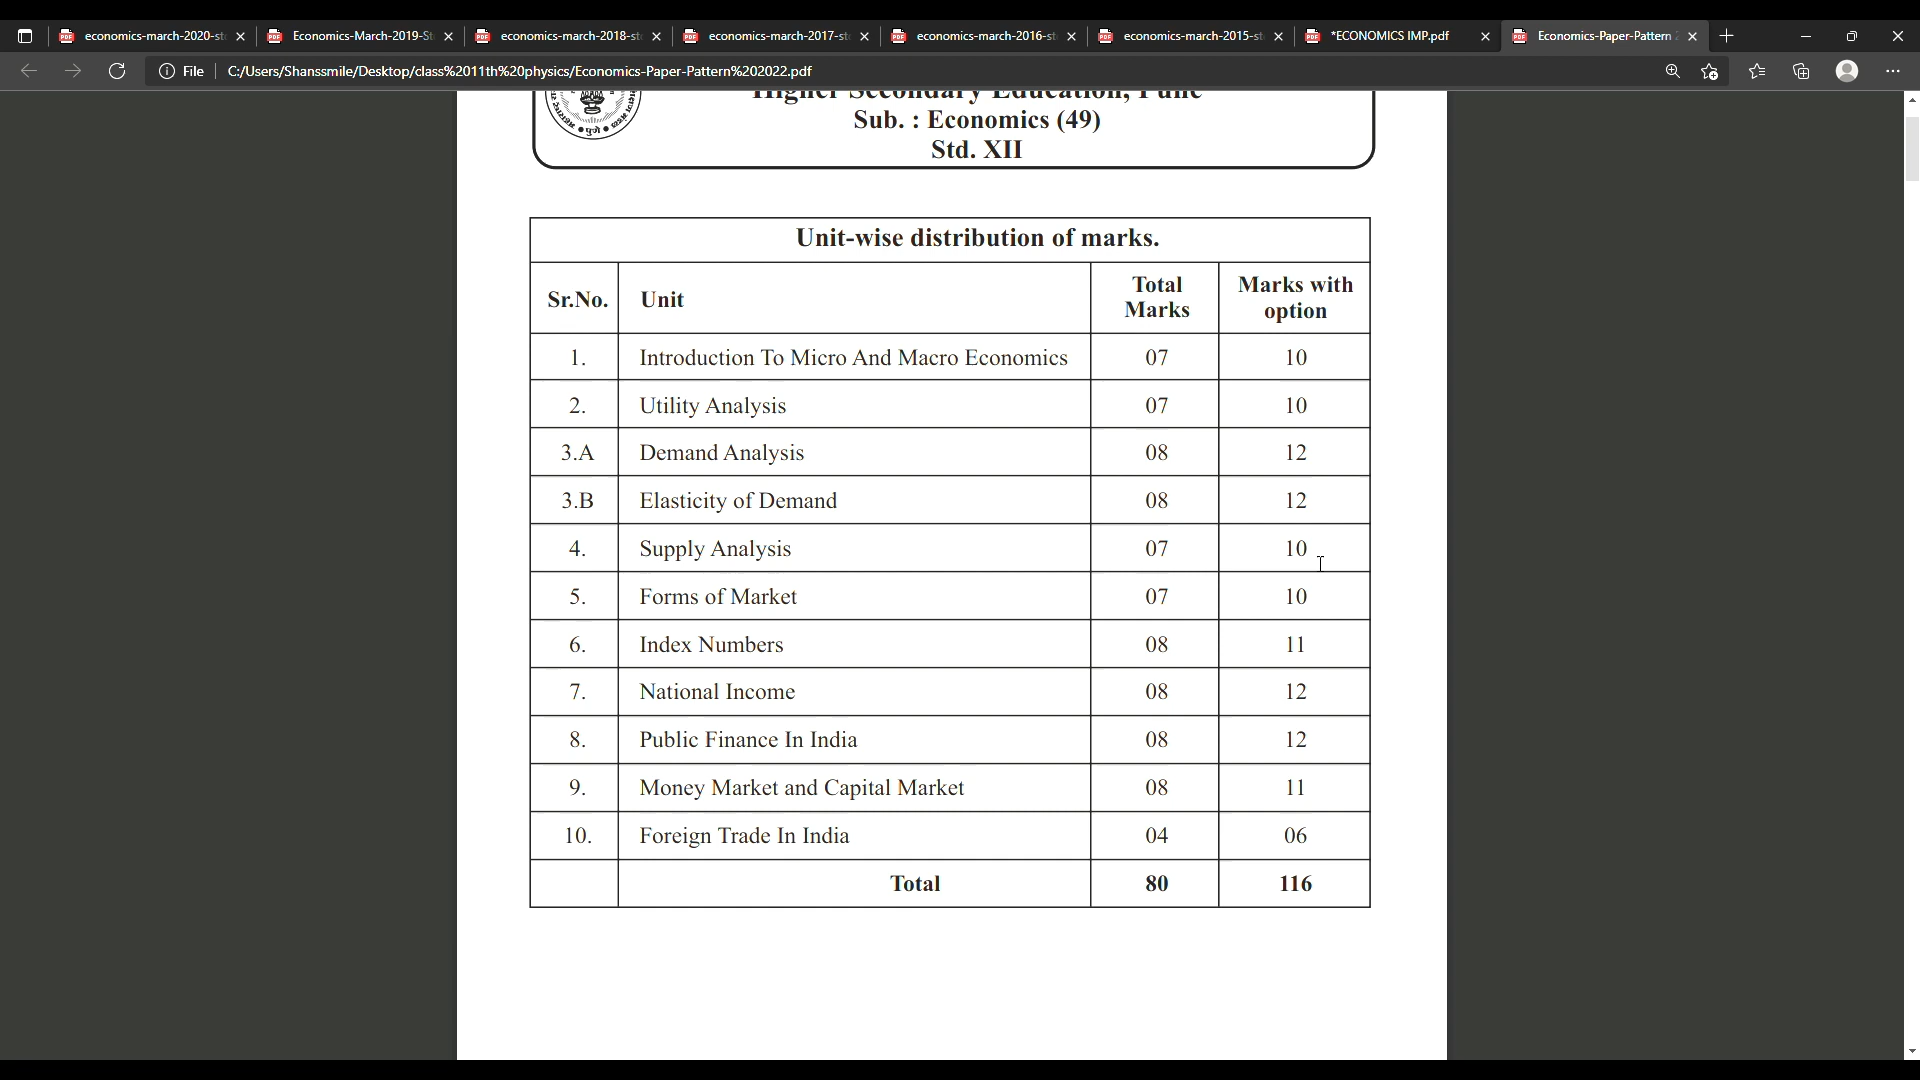 economics-march-2020-st
Economics-March-2019-S
economics-march-2018-st
economics-march-2017-st
economics-march-2016-st
economics-march-2015-st
*ECONOMICS IMP.pdf
Economics-Paper-Pattern
File
C:/Users/Shanssmile/Desktop/class%2011th%20physics/Economics-Paper-Pattern%202022.pdf
Higher Secondary Education, Pune
Sub. : Economics (49)
Std. XII
Unit-wise distribution of marks.
Sr.No. Unit Total Marks Marks with option
1. Introduction To Micro And Macro Economics 07 10
2. Utility Analysis 07 10
3.A Demand Analysis 08 12
3.B Elasticity of Demand 08 12
4. Supply Analysis 07 10
5. Forms of Market 07 10
6. Index Numbers 08 11
7. National Income 08 12
8. Public Finance In India 08 12
9. Money Market and Capital Market 08 11
10. Foreign Trade In India 04 06
Total 80 116